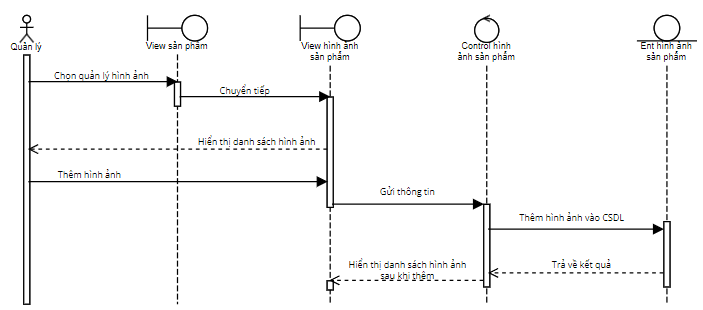 Quản lý
View sản phẩm
View hình ảnh
sản phẩm
Control hình
ảnh sản phẩm
Ent hình ảnh
sản phẩm
Chọn quản lý hình ảnh
Chuyển tiếp
Hiển thị danh sách hình ảnh
Thêm hình ảnh
Gửi thông tin
Thêm hình ảnh vào CSDL
Hiển thị danh sách hình ảnh
sau khi thêm
Trả về kết quả